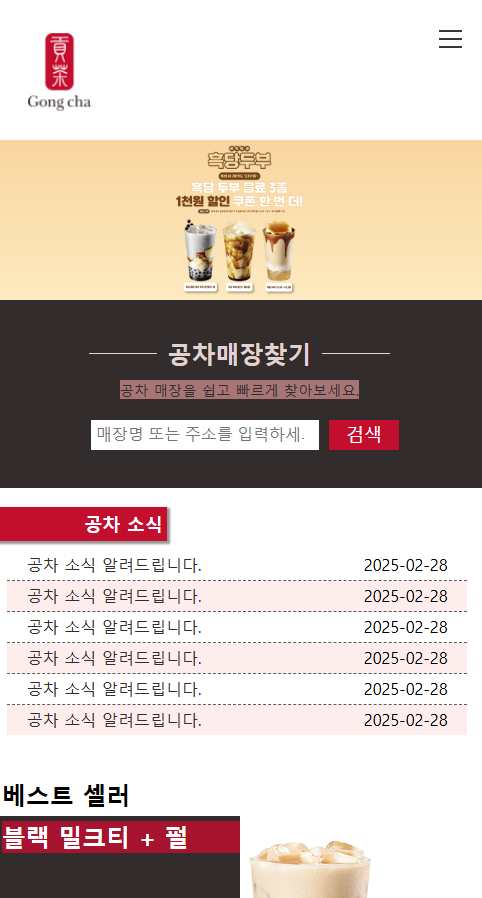 貢茶
Gong cha
흑당두부
흑당 두부 음료 3종
1천원 할인 쿠폰 한 번 더!
공차매장찾기
공차 매장을 쉽고 빠르게 찾아보세요.
매장명 또는 주소를 입력하세. 검색
공차 소식
공차 소식 알려드립니다. 2025-02-28
공차 소식 알려드립니다. 2025-02-28
공차 소식 알려드립니다. 2025-02-28
공차 소식 알려드립니다. 2025-02-28
공차 소식 알려드립니다. 2025-02-28
공차 소식 알려드립니다. 2025-02-28
베스트 셀러
블랙 밀크티 + 펄